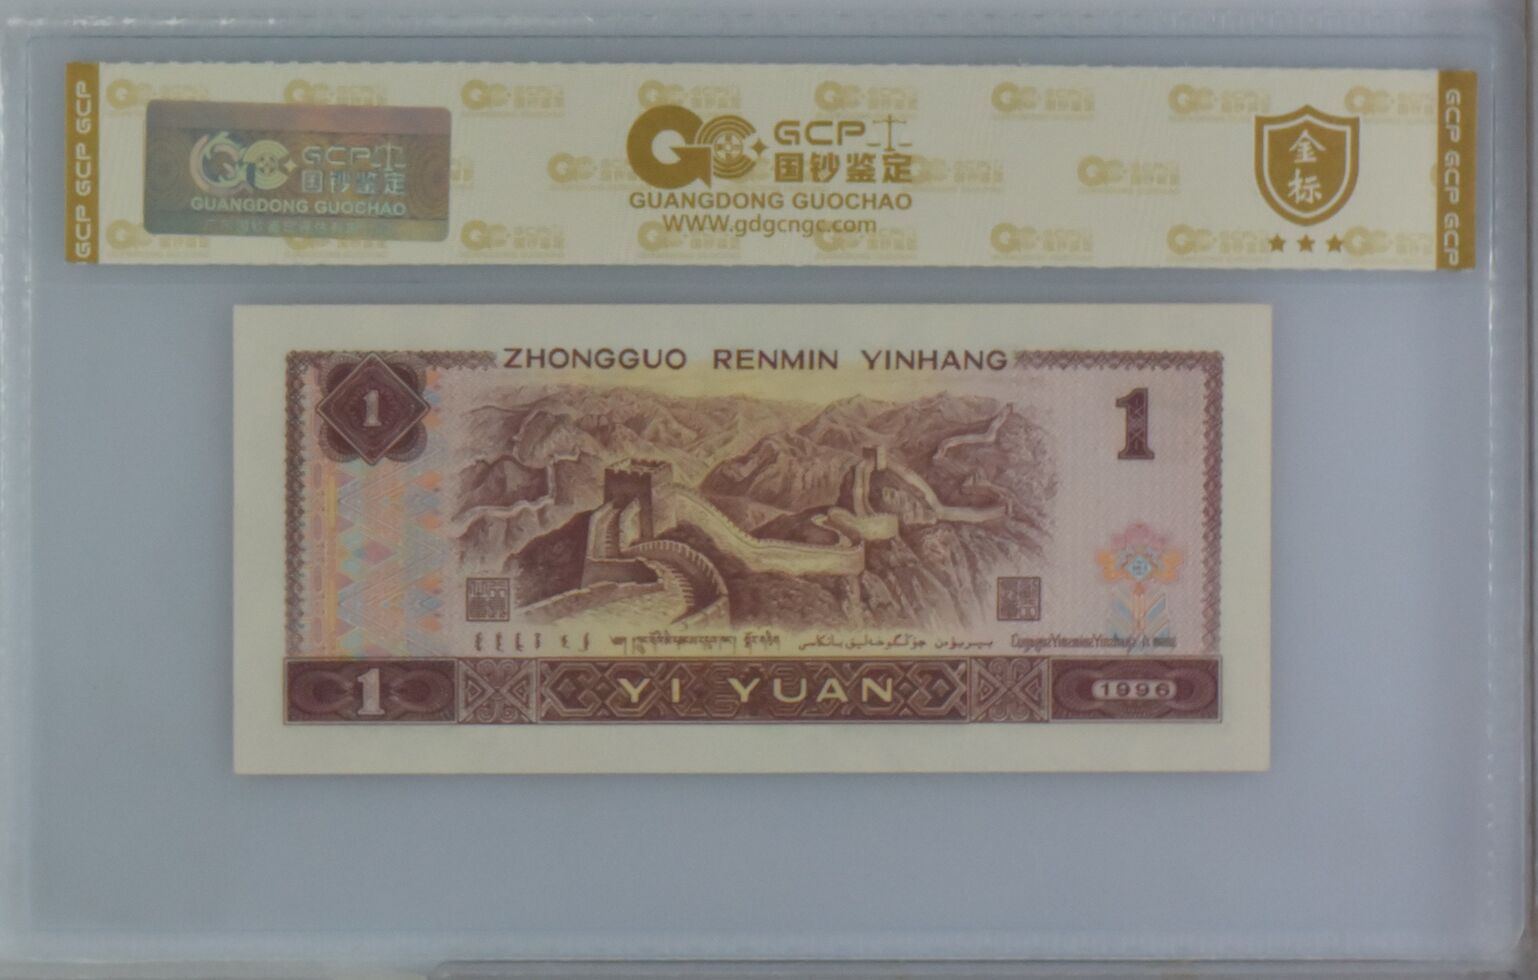 GCP GCP GCP
GCP
国钞鉴定
GUANGDONG GUOCHAO
GCP
国钞鉴定
GUANGDONG GUOCHAO
WWW.gdgcngc.com
金
标
GCP GCP GCP
ZHONGGUO RENMIN YINHANG
1
1
1
YI YUAN
1996